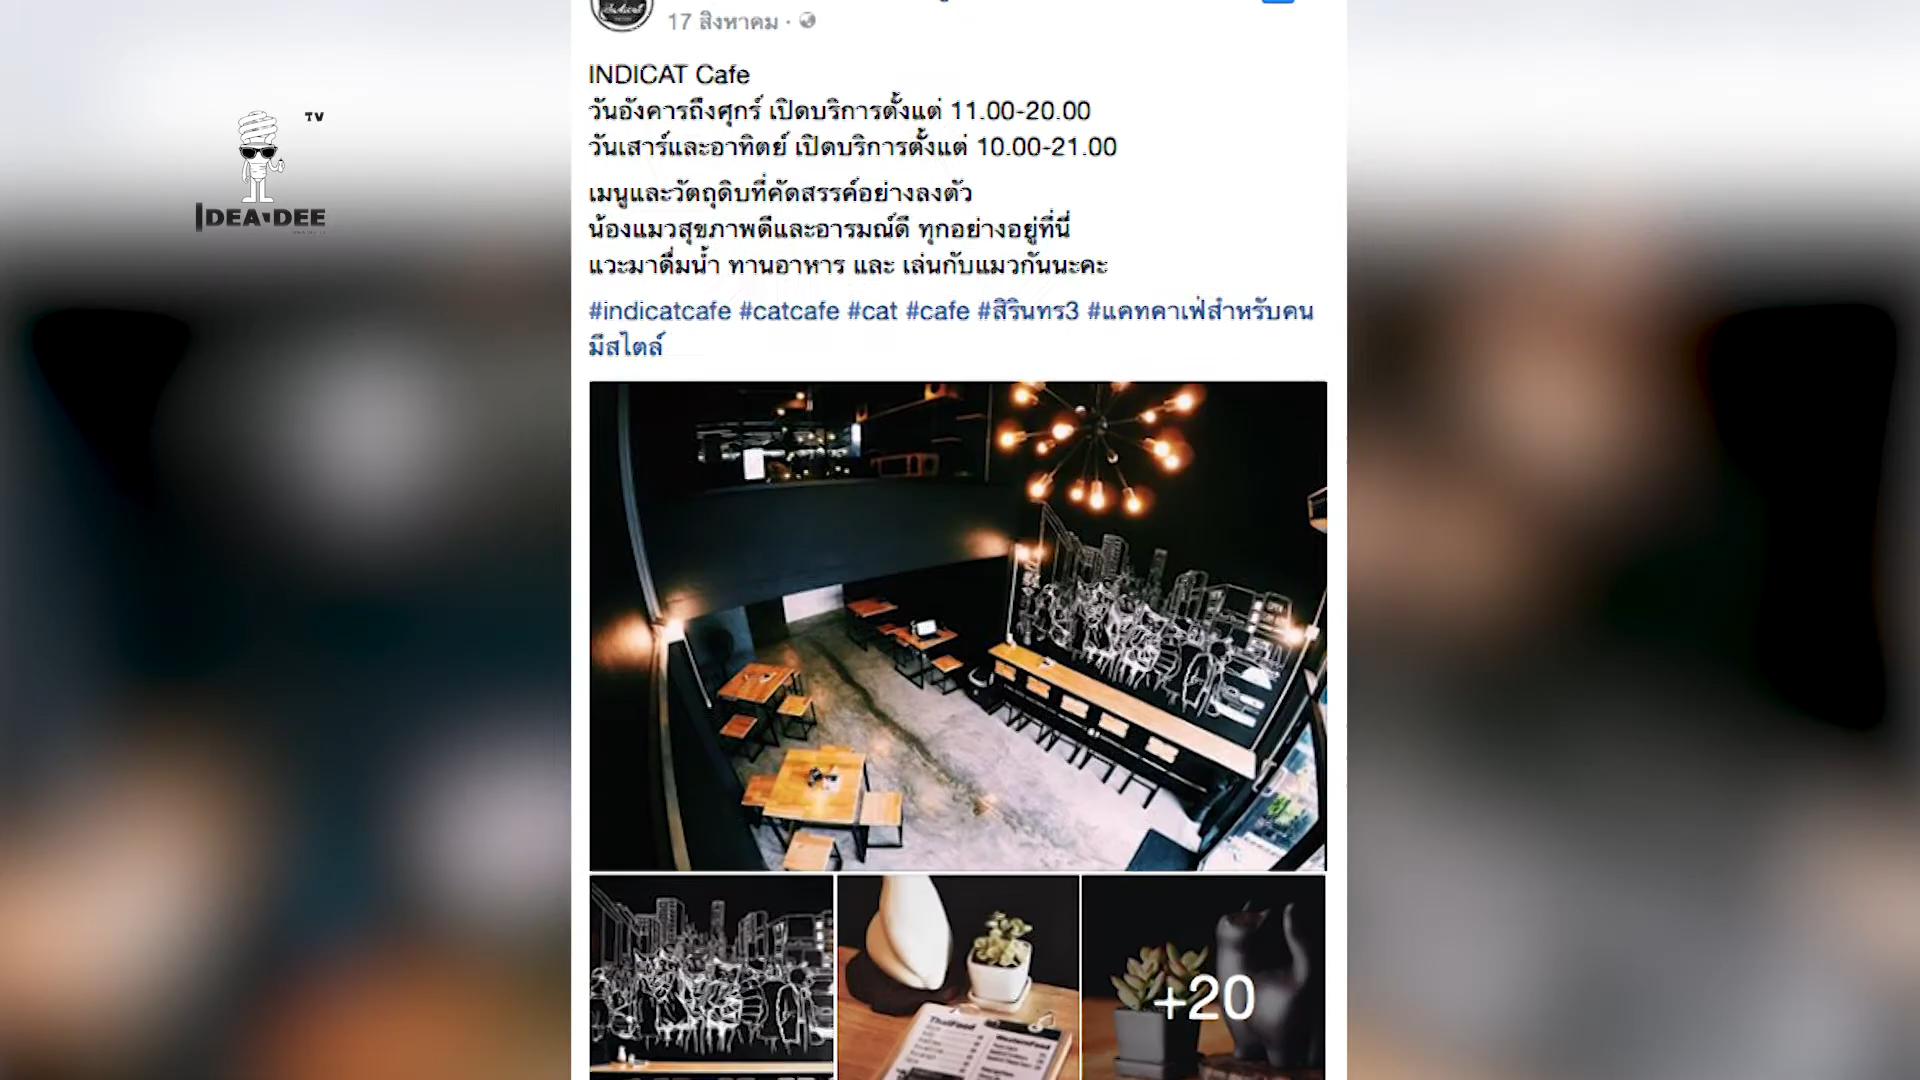 17 สิงหาคม
INDICAT Cafe
วันอังคารถึงศุกร์ เปิดบริการตั้งแต่ 11.00-20.00
วันเสาร์และอาทิตย์ เปิดบริการตั้งแต่ 10.00-21.00
เมนูและวัตถุดิบที่คัดสรรค์อย่างลงตัว
น้องแมวสุขภาพดีและอารมณ์ดี ทุกอย่างอยู่ที่นี่
แวะมาดื่มน้ำ ทานอาหาร และ เล่นกับแมวกันนะคะ
#indicatcafe #catcafe #cat #cafe #สิรินทร3 #แคทคาเฟ่สำหรับคน
มีสไตล์
TV
IDEA DEE
ThaiFood
WesternFood
+20